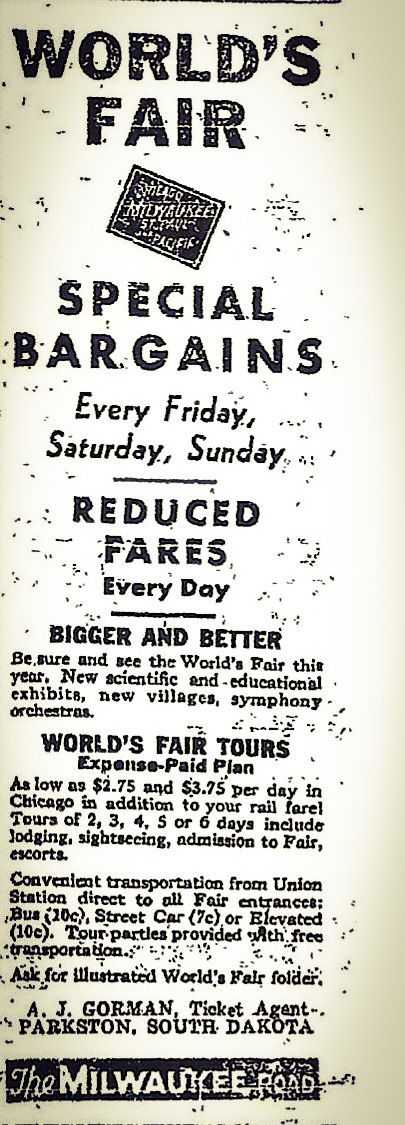 WORLD'S
FAIR
CHICAGO
MILWAUKEE
ST. PAUL
AND PACIFIC
SPECIAL
BARGAINS
Every Friday,
Saturday, Sunday
REDUCED
FARES
Every Day
BIGGER AND BETTER
Be sure and see the World's Fair this
year. New scientific and educational
exhibits, new villages, symphony
orchestras.
WORLD'S FAIR TOURS
Expense-Paid Plan
As low as $2.75 and $3.75 per day in
Chicago in addition to your rail fare!
Tours of 2, 3, 4, 5 or 6 days include
lodging, sightseeing, admission to Fair,
escorts.
Convenient transportation from Union
Station direct to all Fair entrances:
Bus (10c), Street Car (7c) or Elevated
(10c). Tour parties provided with free
transportation.
Ask for illustrated World's Fair folder.
A. J. GORMAN, Ticket Agent
PARKSTON, SOUTH DAKOTA
The MILWAUKEE ROAD